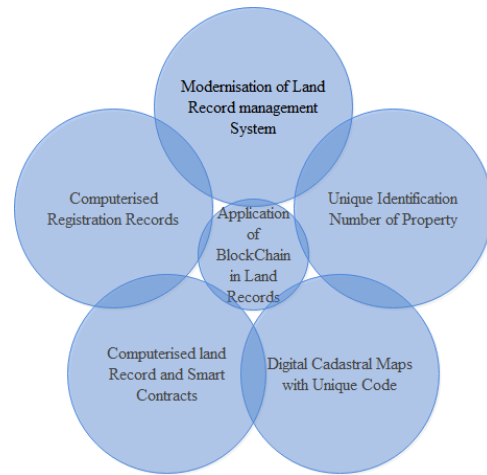 Modernisation of Land
Record management
System
Computerised
Registration Records
Unique Identification
Number of Property
Application
of
BlockChain
in Land
Records
Computerised land
Record and Smart
Contracts
Digital Cadastral Maps
with Unique Code